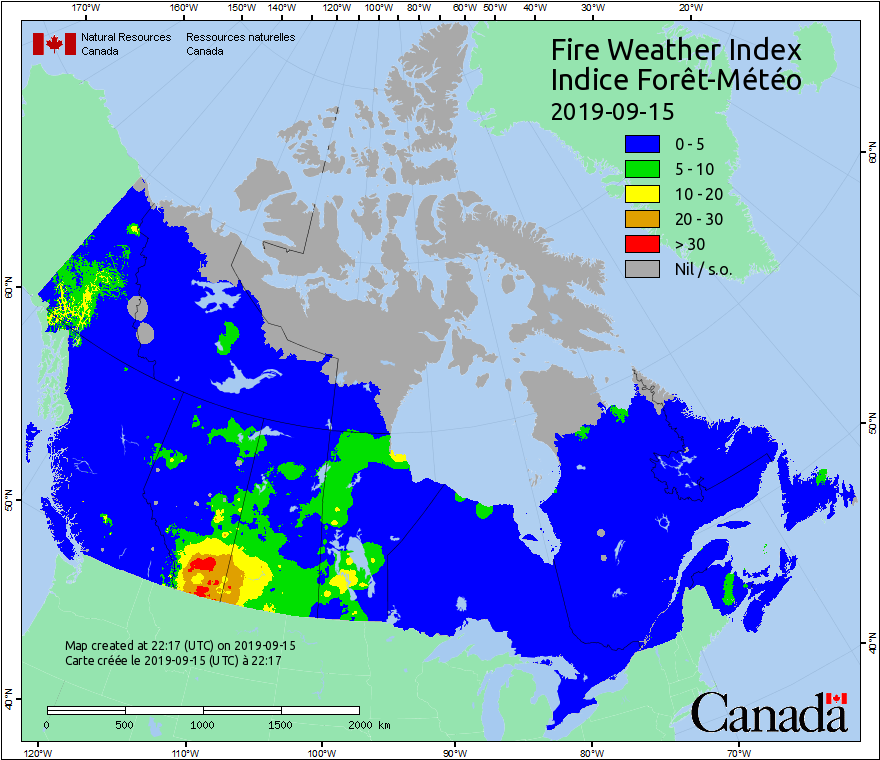 170°W 160°W 150°W 140°W 130°W 120°W 110°W 100°W 90°W 80°W 70°W 60°W 50°W 40°W 30°W 20°W
Natural Resources Ressources naturelles
Canada Canada
Fire Weather Index
Indice Forêt-Météo
2019-09-15
0 - 5
5 - 10
10 - 20
20 - 30
> 30
Nil / s.o.
60°N 60°N
50°N 50°N
40°N 40°N
Map created at 22:17 (UTC) on 2019-09-15
Carte créée le 2019-09-15 (UTC) à 22:17
0 500 1000 1500 2000 km
Canada
120°W 110°W 100°W 90°W 80°W 70°W